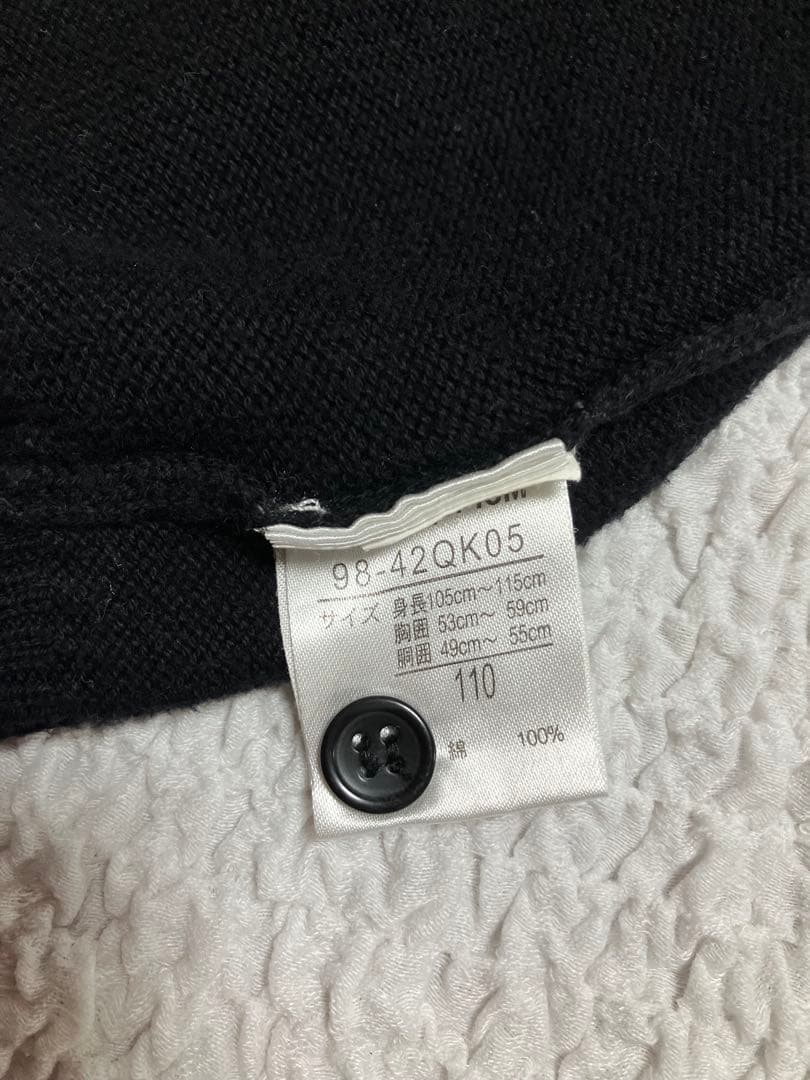 98-42QK05
サイズ 身長105cm～115cm
胸囲 53cm～ 59cm
胴囲 49cm～ 55cm
110
綿 100%